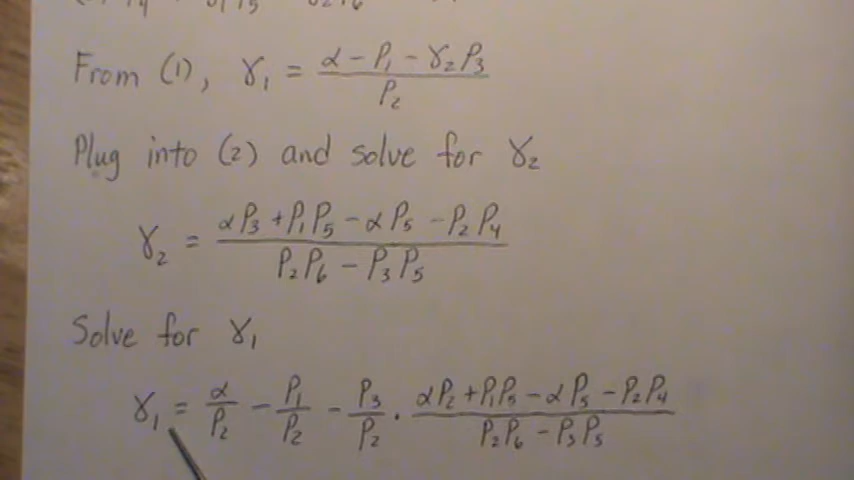 From (1), γ₁ = (α - P₁ - γ₂P₃) / P₂
Plug into (2) and solve for γ₂
γ₂ = (αP₃ + P₁P₅ - αP₅ - P₂P₄) / (P₂P₆ - P₃P₅)
Solve for γ₁
γ₁ = α/P₂ - P₁/P₂ - P₃/P₂ · (αP₂ + P₁P₅ - αP₅ - P₂P₄) / (P₂P₆ - P₃P₅)